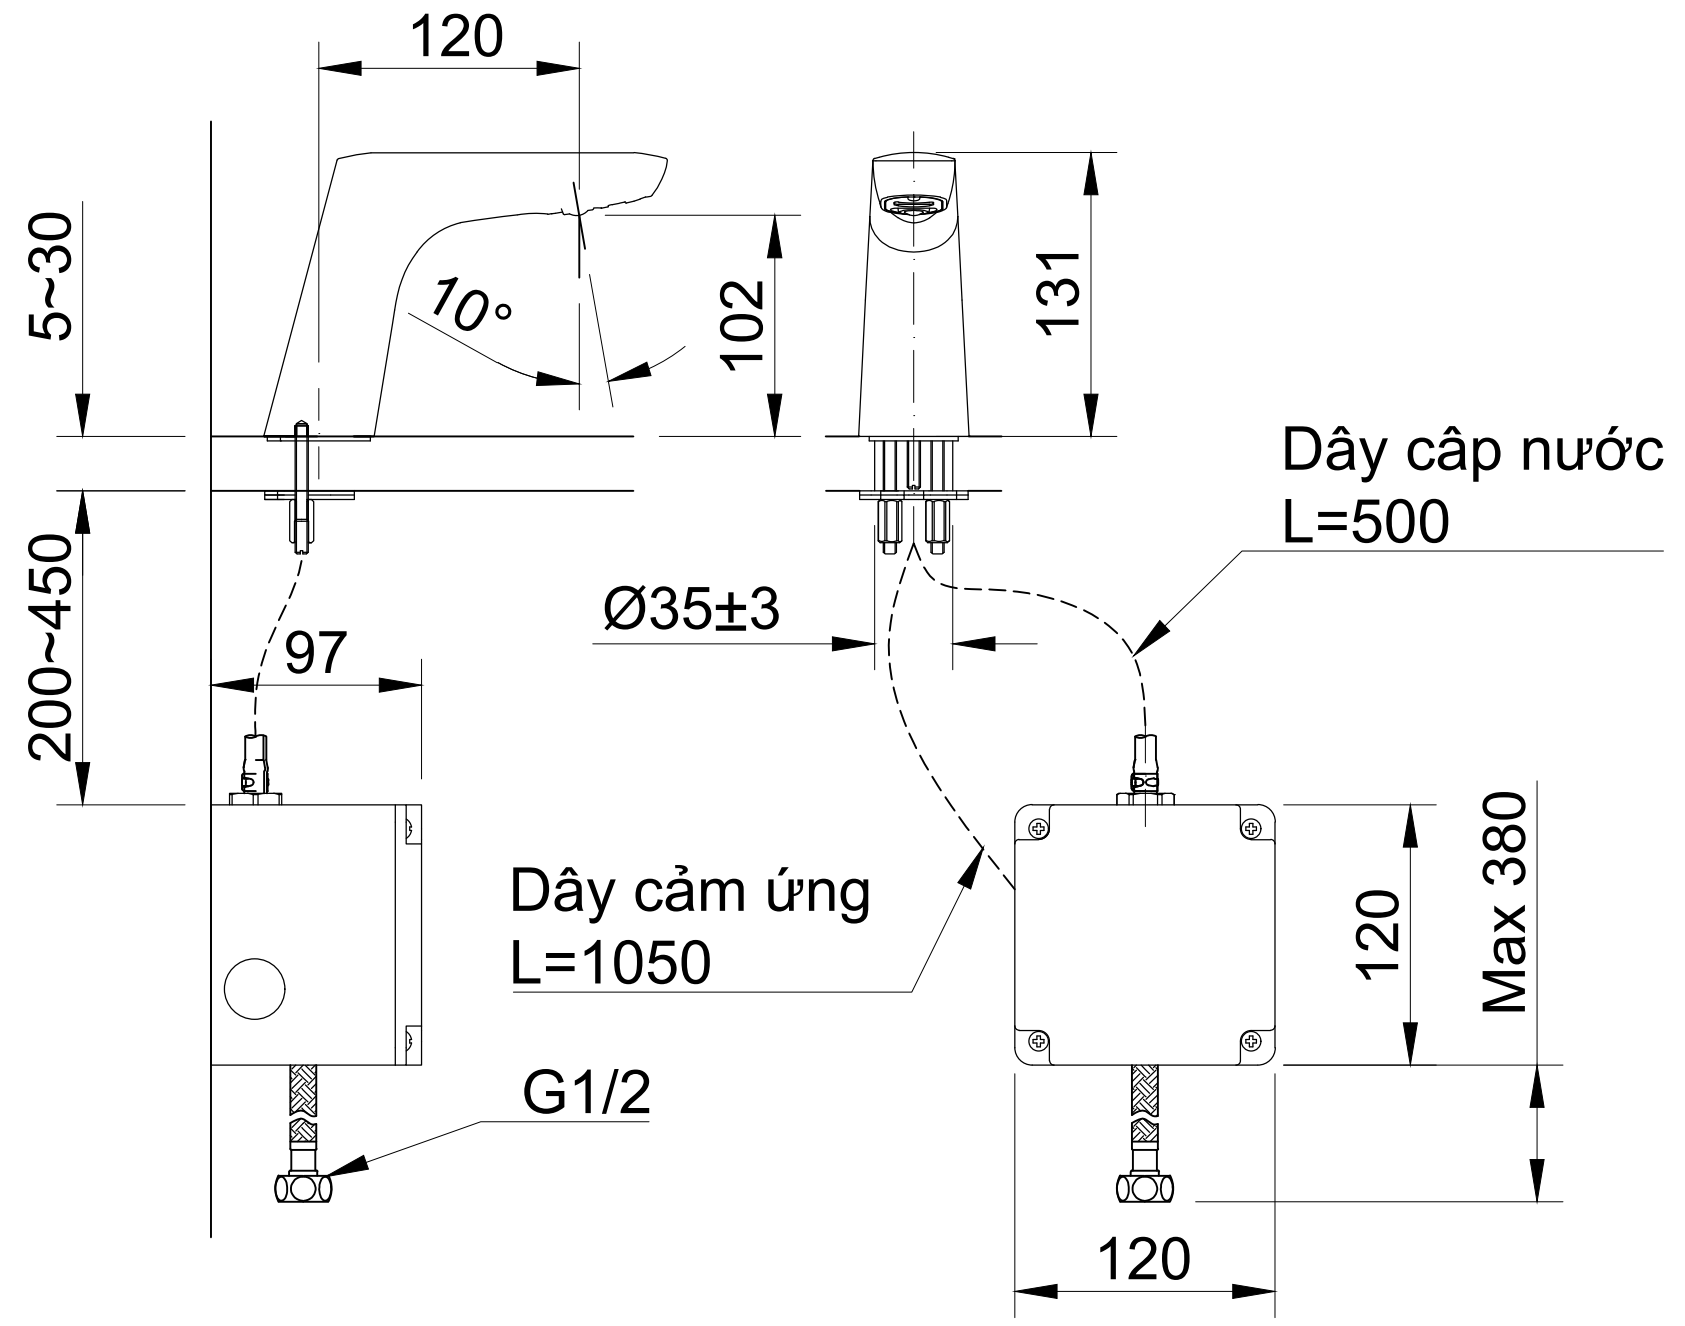 120
5~30
10°
102
131
Dây câp nước
L=500
200~450
Ø35±3
97
Dây cảm ứng
L=1050
120
Max 380
G1/2
120